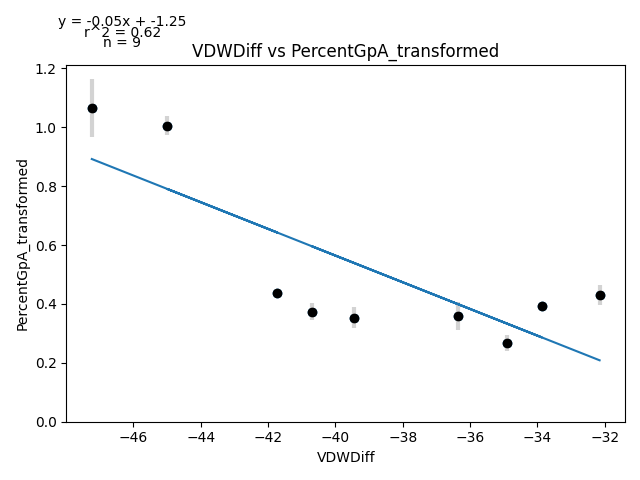 y = -0.05x + -1.25
r^2 = 0.62
n = 9
VDWDiff vs PercentGpA_transformed
PercentGpA_transformed
1.2
1.0
0.8
0.6
0.4
0.2
0.0
−46 −44 −42 −40 −38 −36 −34 −32
VDWDiff